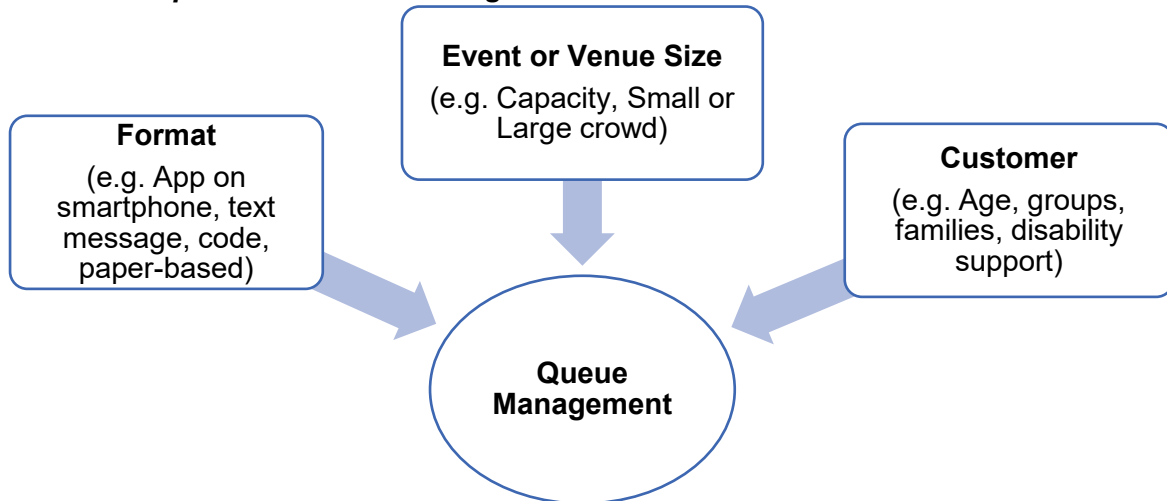 Format
(e.g. App on
smartphone, text
message, code,
paper-based)
Event or Venue Size
(e.g. Capacity, Small or
Large crowd)
Customer
(e.g. Age, groups,
families, disability
support)
Queue
Management